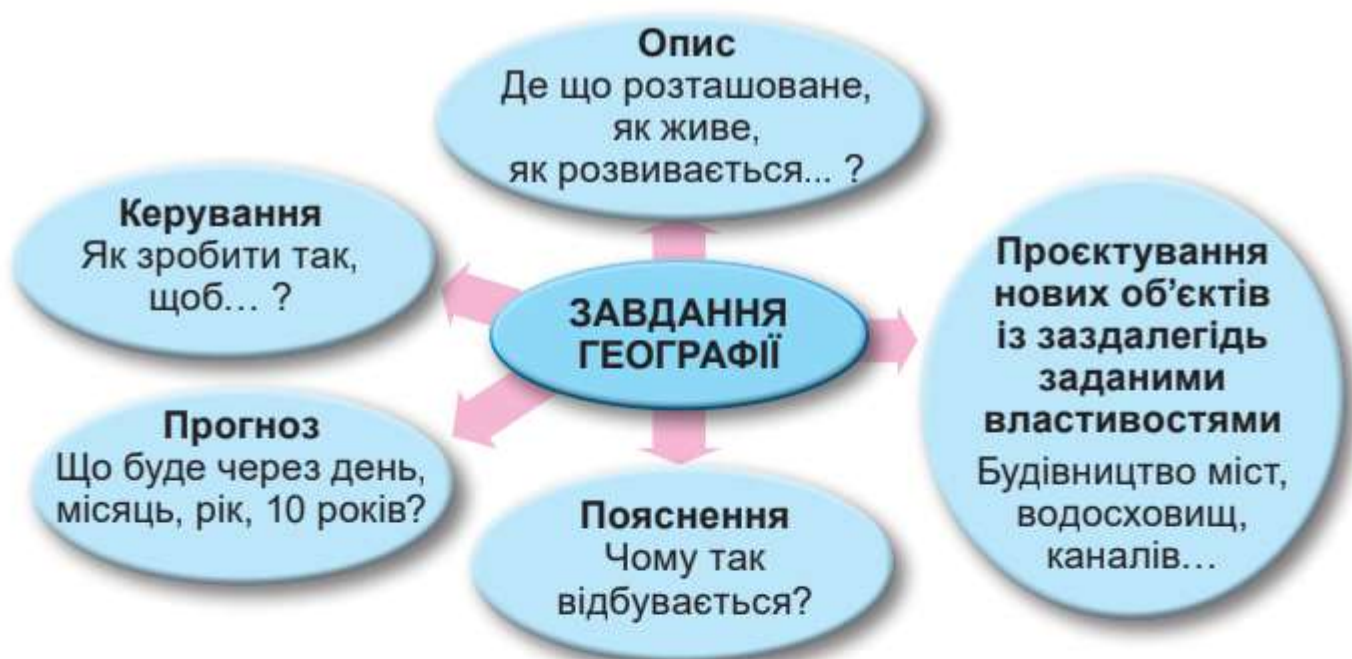 Опис
Де що розташоване,
як живе,
як розвивається... ?
Керування
Як зробити так,
щоб... ?
ЗАВДАННЯ
ГЕОГРАФІЇ
Проєктування
нових об’єктів
із заздалегідь
заданими
властивостями
Будівництво міст,
водосховищ,
каналів...
Прогноз
Що буде через день,
місяць, рік, 10 років?
Пояснення
Чому так
відбувається?